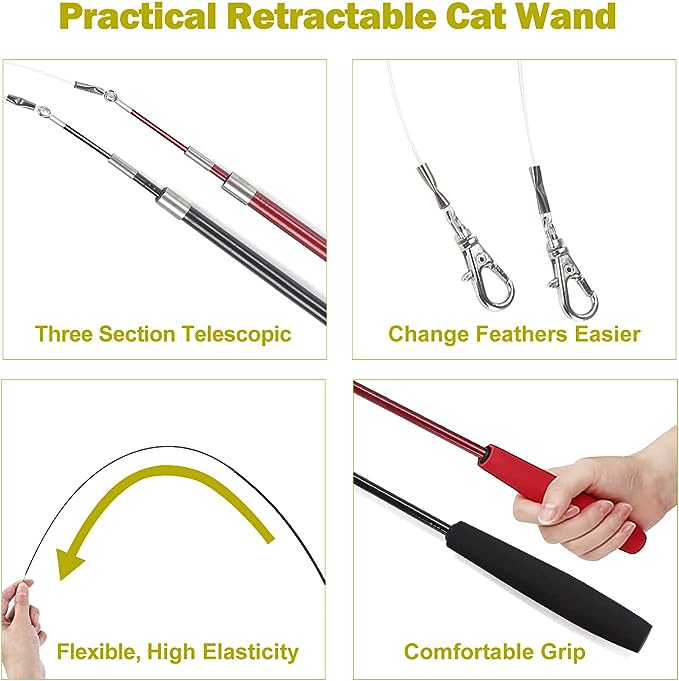 Practical Retractable Cat Wand
Three Section Telescopic
Change Feathers Easier
Flexible, High Elasticity
Comfortable Grip